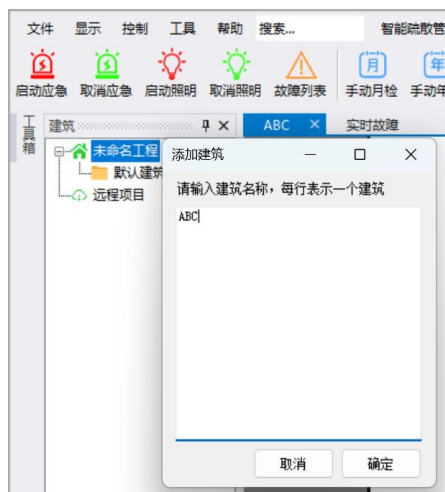 文件 显示 控制 工具 帮助 搜索... 智能疏散管
启动应急 取消应急 启动照明 取消照明 故障列表 月 手动月检 年 手动年
工具箱
建筑 ABC 实时故障
未命名工程
默认建筑
远程项目
添加建筑
请输入建筑名称，每行表示一个建筑
ABC
取消 确定